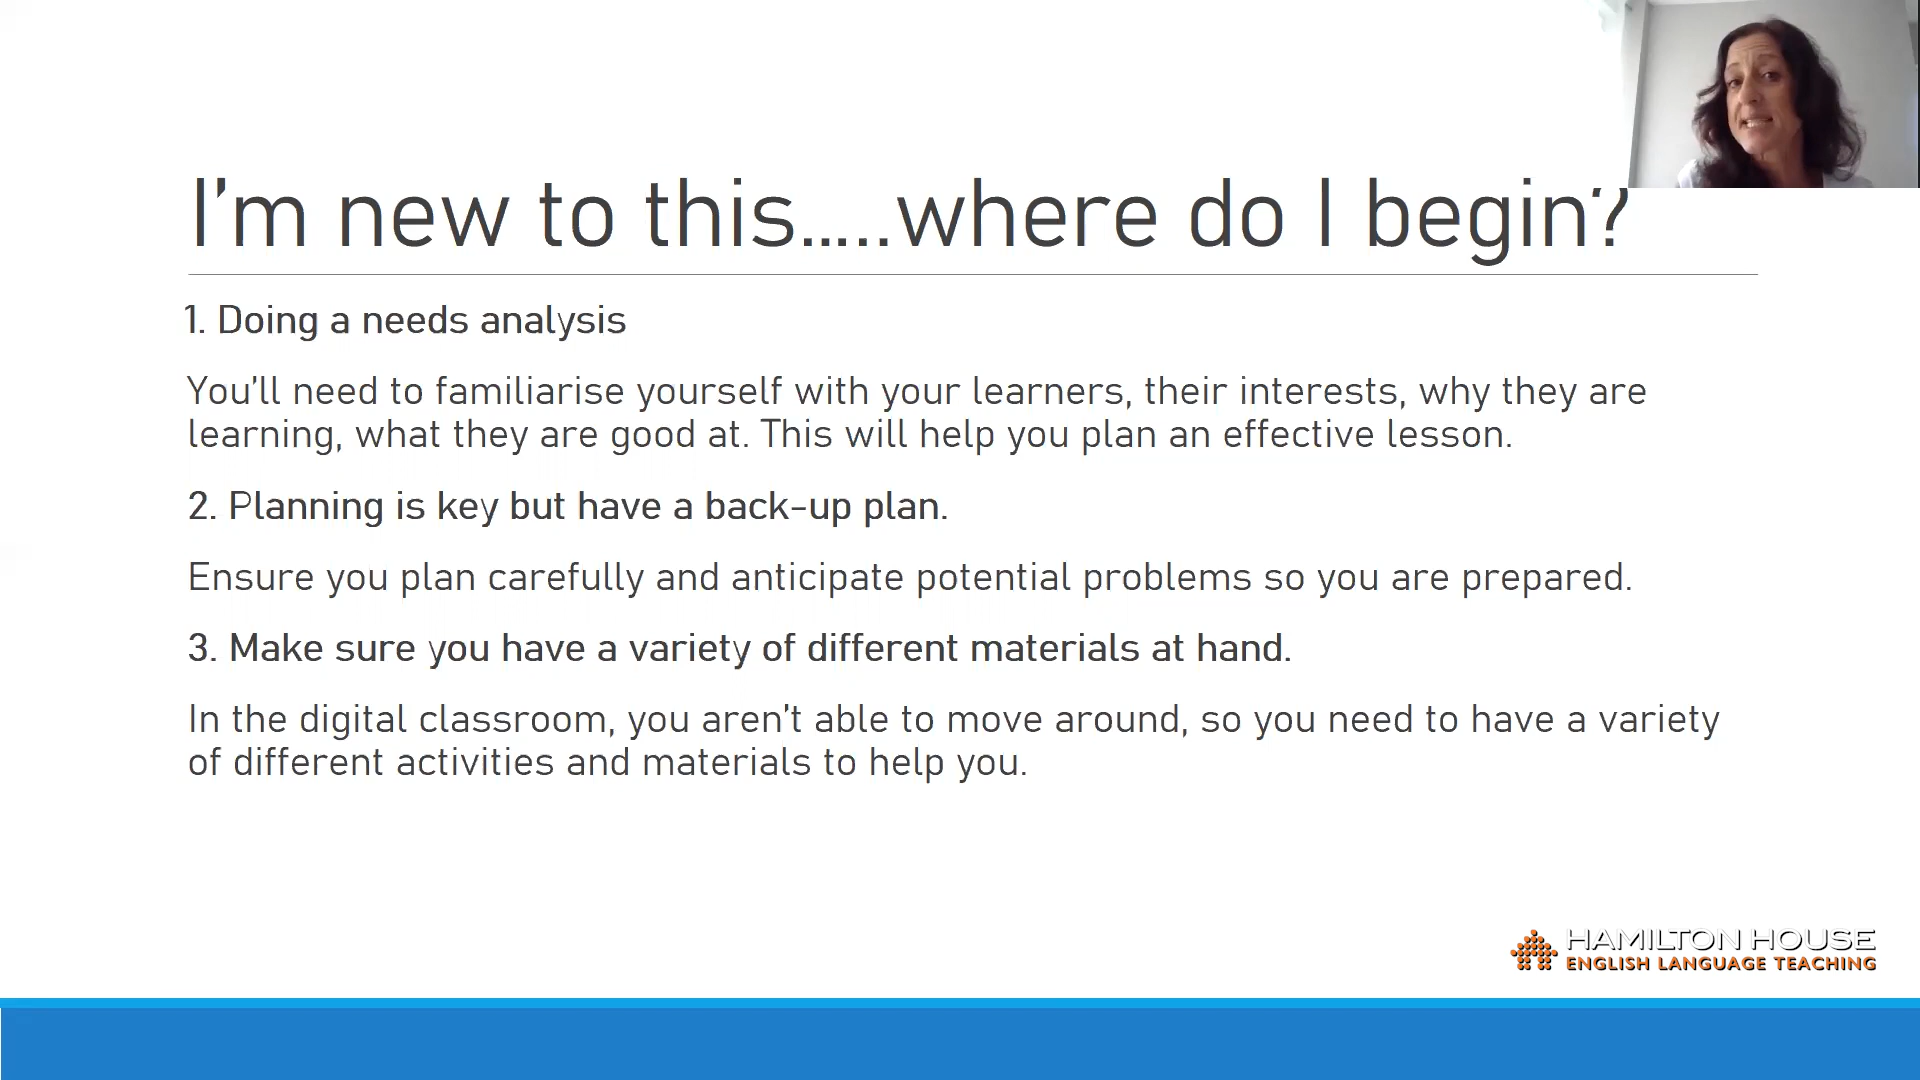 I'm new to this.....where do I begin?
1. Doing a needs analysis
You'll need to familiarise yourself with your learners, their interests, why they are
learning, what they are good at. This will help you plan an effective lesson.
2. Planning is key but have a back-up plan.
Ensure you plan carefully and anticipate potential problems so you are prepared.
3. Make sure you have a variety of different materials at hand.
In the digital classroom, you aren't able to move around, so you need to have a variety
of different activities and materials to help you.
HAMILTON HOUSE
ENGLISH LANGUAGE TEACHING